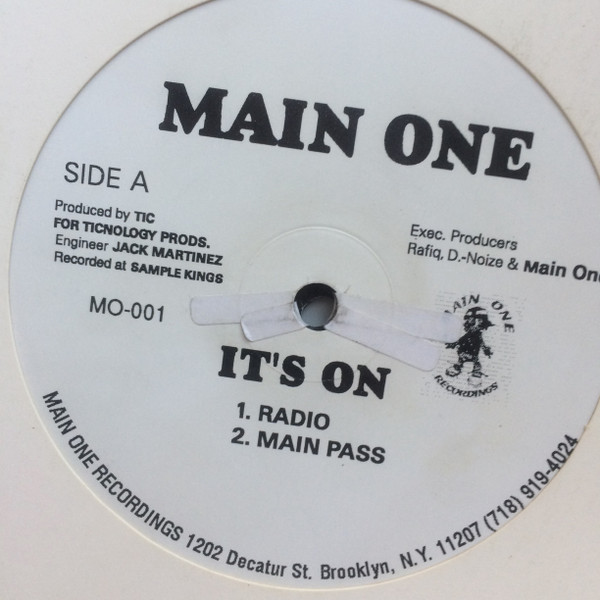 MAIN ONE
SIDE A
Produced by TIC
FOR TICNOLOGY PRODS.
Engineer JACK MARTINEZ
Recorded at SAMPLE KINGS
MO-001
Exec. Producers
Rafiq, D.-Noize & Main One
MAIN ONE
RECORDINGS
IT'S ON
1. RADIO
2. MAIN PASS
MAIN ONE RECORDINGS 1202 Decatur St. Brooklyn, N.Y. 11207 (718) 919-4024